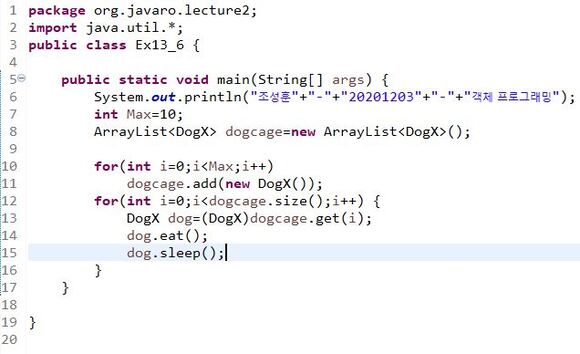 1 package org.javaro.lecture2;
2 import java.util.*;
3 public class Ex13_6 {
4
5 public static void main(String[] args) {
6 System.out.println("조성훈"+"-"+"20201203"+"-"+"객체 프로그래밍");
7 int Max=10;
8 ArrayList<DogX> dogcage=new ArrayList<DogX>();
9
10 for(int i=0;i<Max;i++)
11 dogcage.add(new DogX());
12 for(int i=0;i<dogcage.size();i++) {
13 DogX dog=(DogX)dogcage.get(i);
14 dog.eat();
15 dog.sleep();
16 }
17 }
18
19 }
20